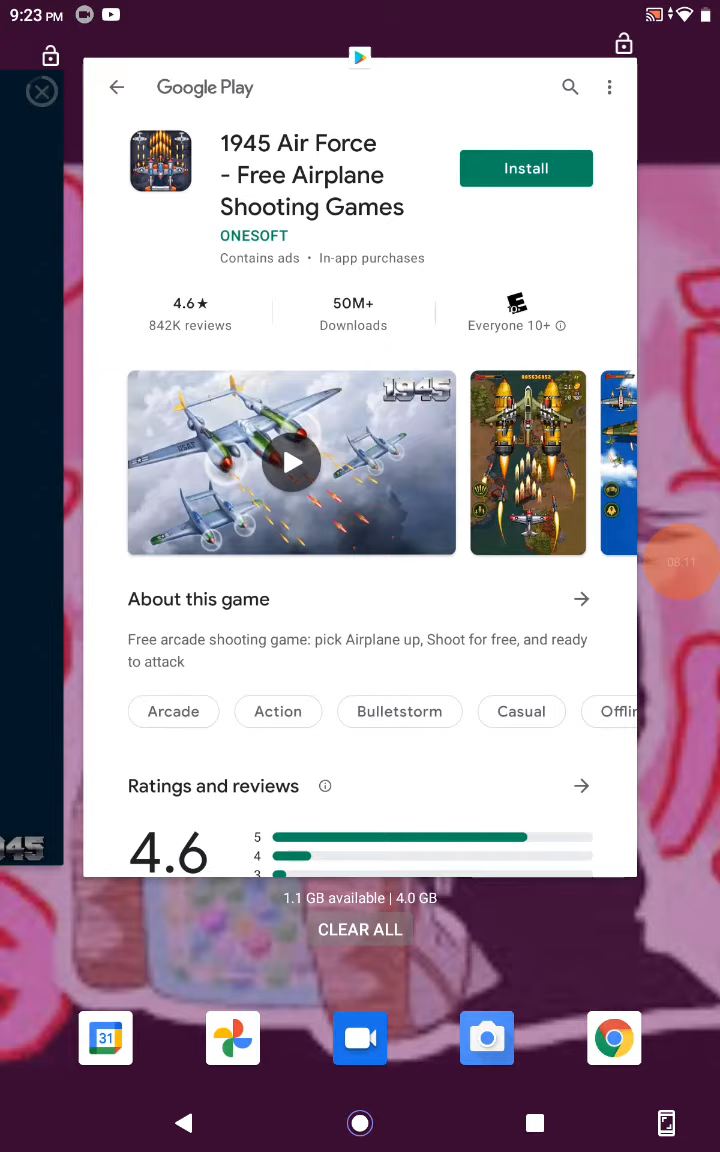 9:23 PM
Google Play
1945 Air Force
- Free Airplane
Shooting Games
Install
ONESOFT
Contains ads • In-app purchases
4.6★
50M+
842K reviews
Downloads
Everyone 10+
1945
08:11
About this game
Free arcade shooting game: pick Airplane up, Shoot for free, and ready
to attack
Arcade
Action
Bulletstorm
Casual
Offlin
Ratings and reviews
4.6
5
4
3
45
1.1 GB available | 4.0 GB
CLEAR ALL
31